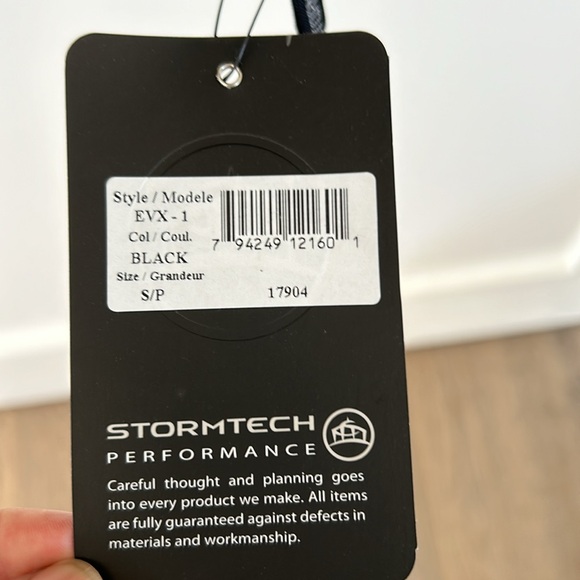 Style / Modele
EVX - 1
Col / Coul.
BLACK
Size / Grandeur
S/P
7 94249 12160 1
17904
STORMTECH
PERFORMANCE
Careful thought and planning goes
into every product we make. All items
are fully guaranteed against defects in
materials and workmanship.